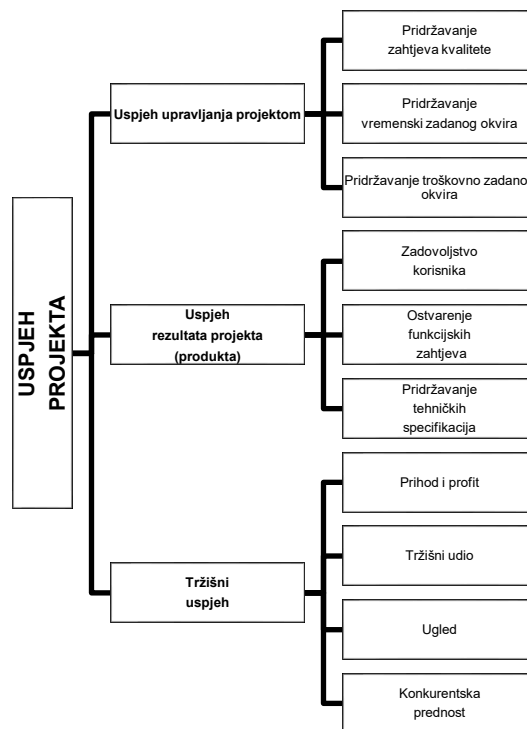 USPJEH
PROJEKTA
Uspjeh upravljanja projektom
Pridržavanje
zahtjeva kvalitete
Pridržavanje
vremenski zadanog okvira
Pridržavanje troškovno zadano
okvira
Uspjeh
rezultata projekta
(produkta)
Zadovoljstvo
korisnika
Ostvarenje
funkcijskih
zahtjeva
Pridržavanje
tehničkih
specifikacija
Tržišni
uspjeh
Prihod i profit
Tržišni udio
Ugled
Konkurentska
prednost